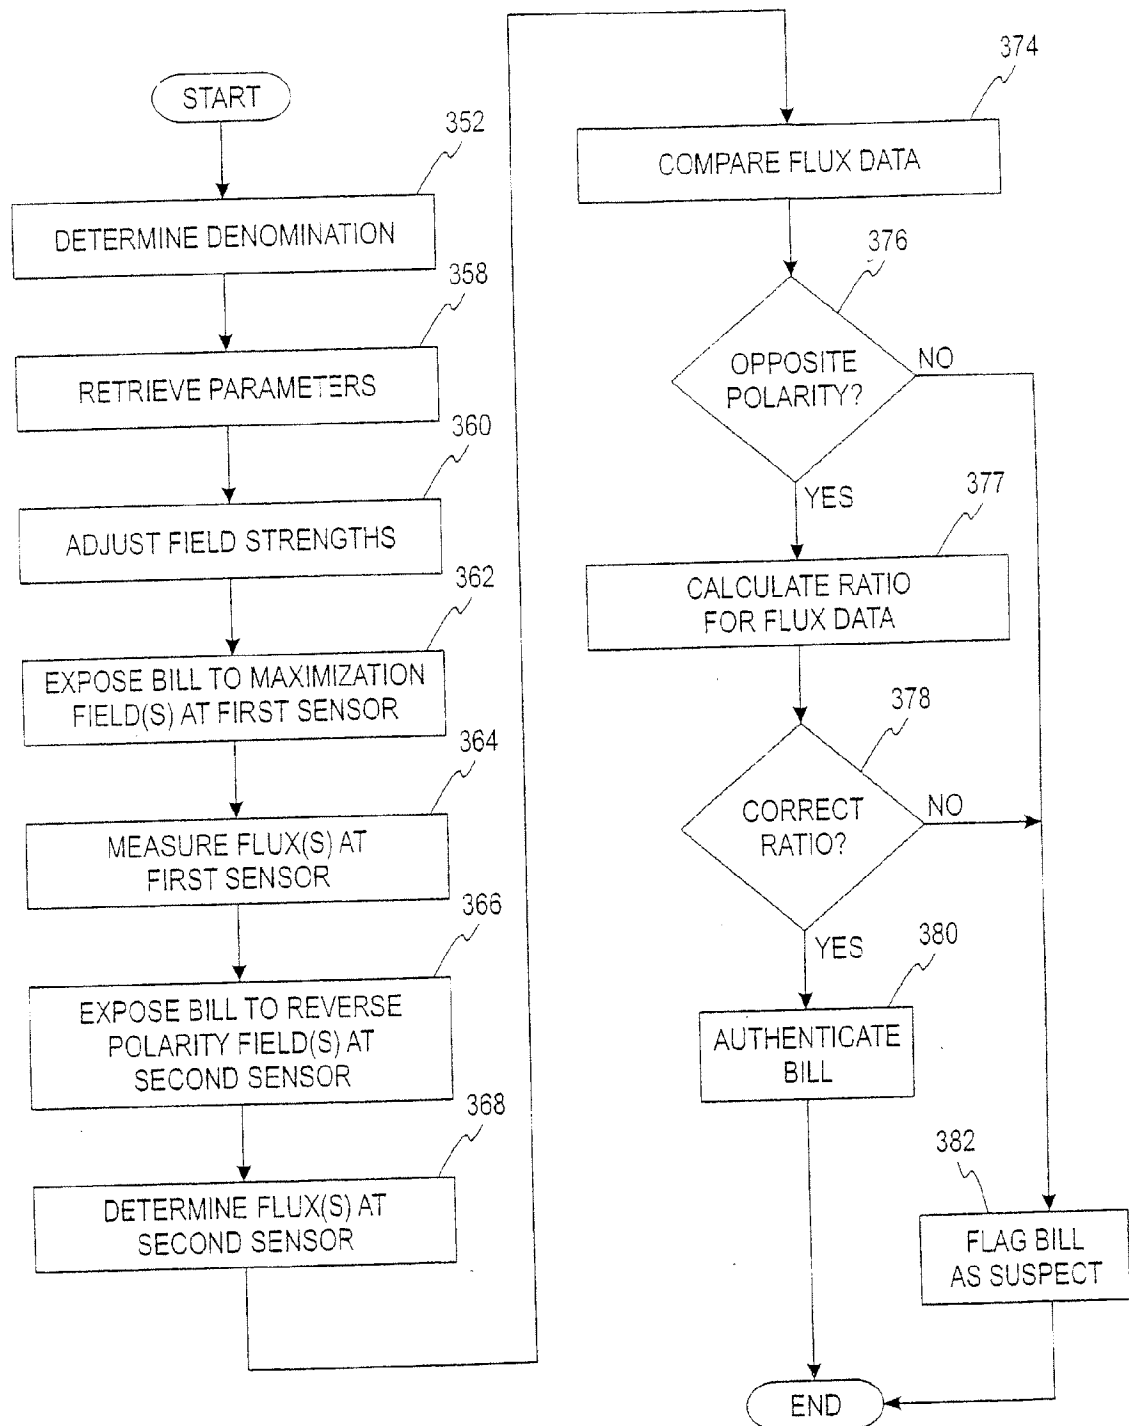 START
352
DETERMINE DENOMINATION
358
RETRIEVE PARAMETERS
360
ADJUST FIELD STRENGTHS
362
EXPOSE BILL TO MAXIMIZATION
FIELD(S) AT FIRST SENSOR
364
MEASURE FLUX(S) AT
FIRST SENSOR
366
EXPOSE BILL TO REVERSE
POLARITY FIELD(S) AT
SECOND SENSOR
368
DETERMINE FLUX(S) AT
SECOND SENSOR
374
COMPARE FLUX DATA
376
OPPOSITE
POLARITY?
NO
YES
377
CALCULATE RATIO
FOR FLUX DATA
378
CORRECT
RATIO?
NO
YES
380
AUTHENTICATE
BILL
382
FLAG BILL
AS SUSPECT
END